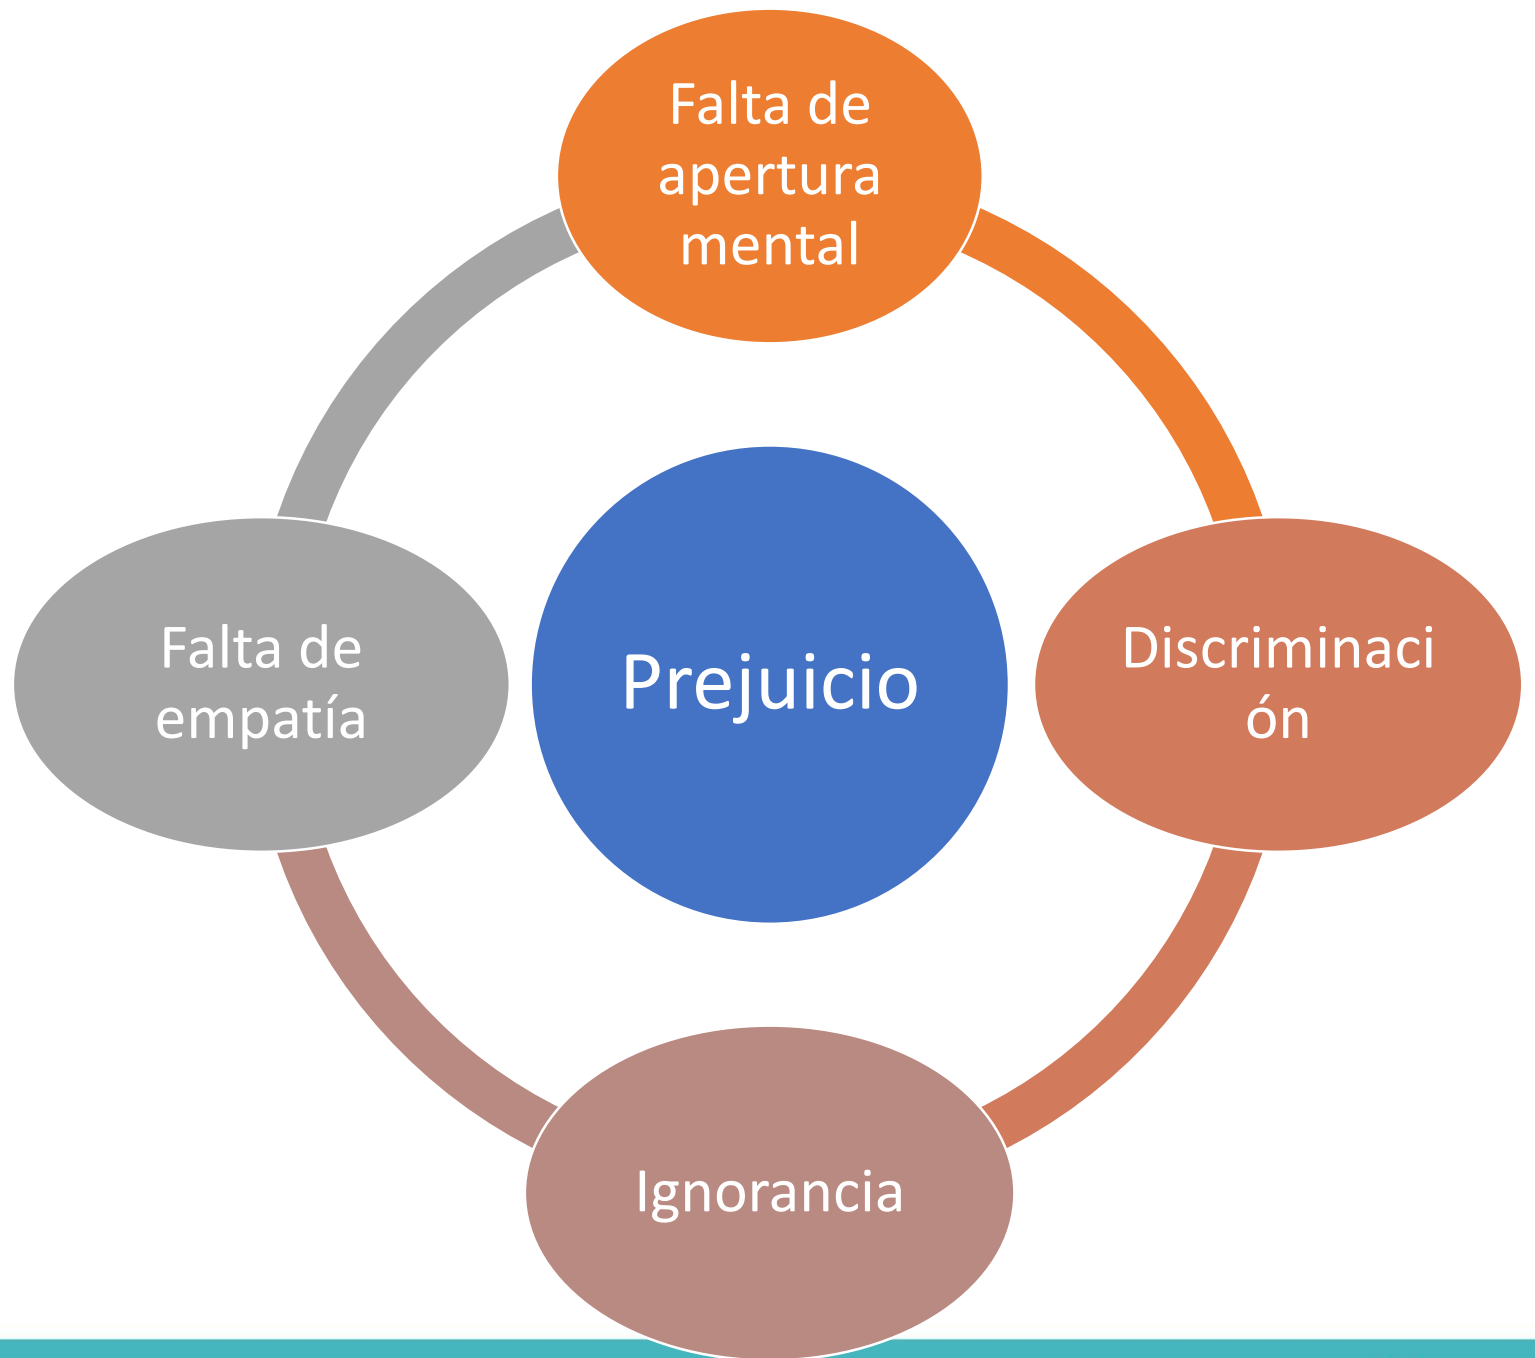 Falta de
apertura
mental
Falta de
empatía
Prejuicio
Discriminaci
ón
Ignorancia